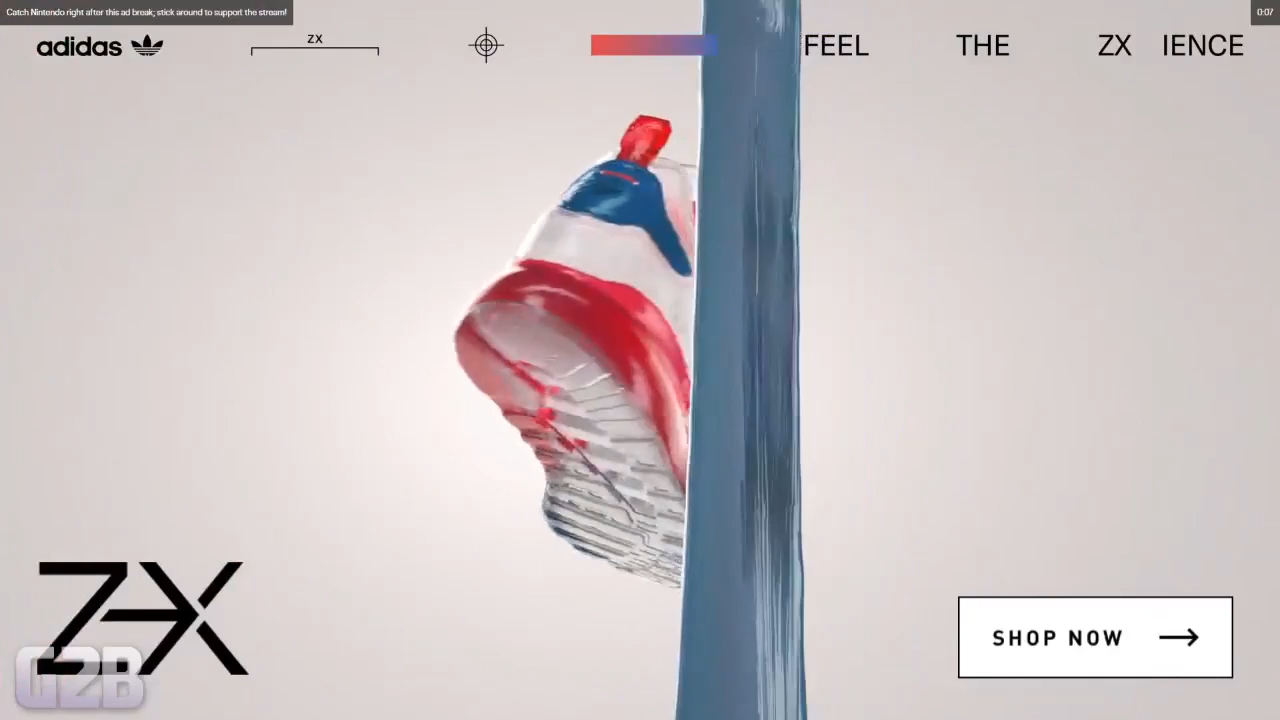 Catch Nintendo right after this ad break; stick around to support the stream!
0:07
adidas
ZX
FEEL THE ZX IENCE
ZX
G2B
SHOP NOW